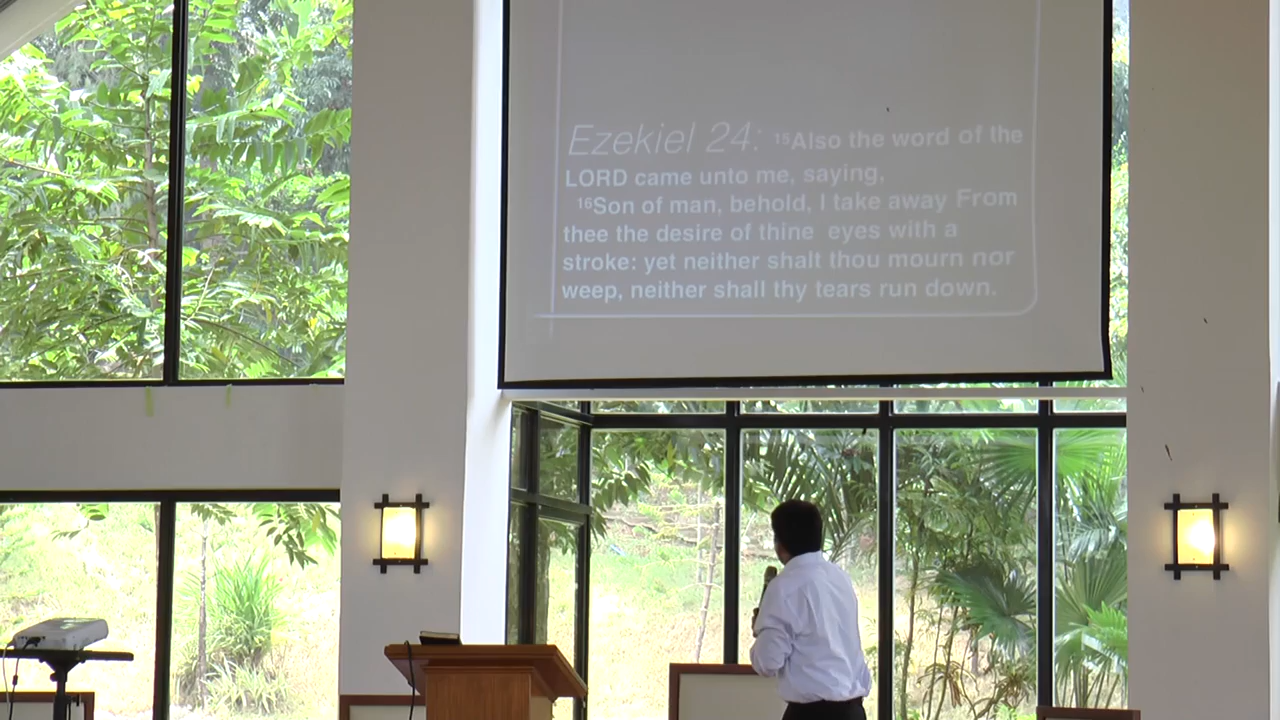 Ezekiel 24: 15Also the word of the
LORD came unto me, saying,
16Son of man, behold, I take away From
thee the desire of thine eyes with a
stroke: yet neither shalt thou mourn nor
weep, neither shall thy tears run down.